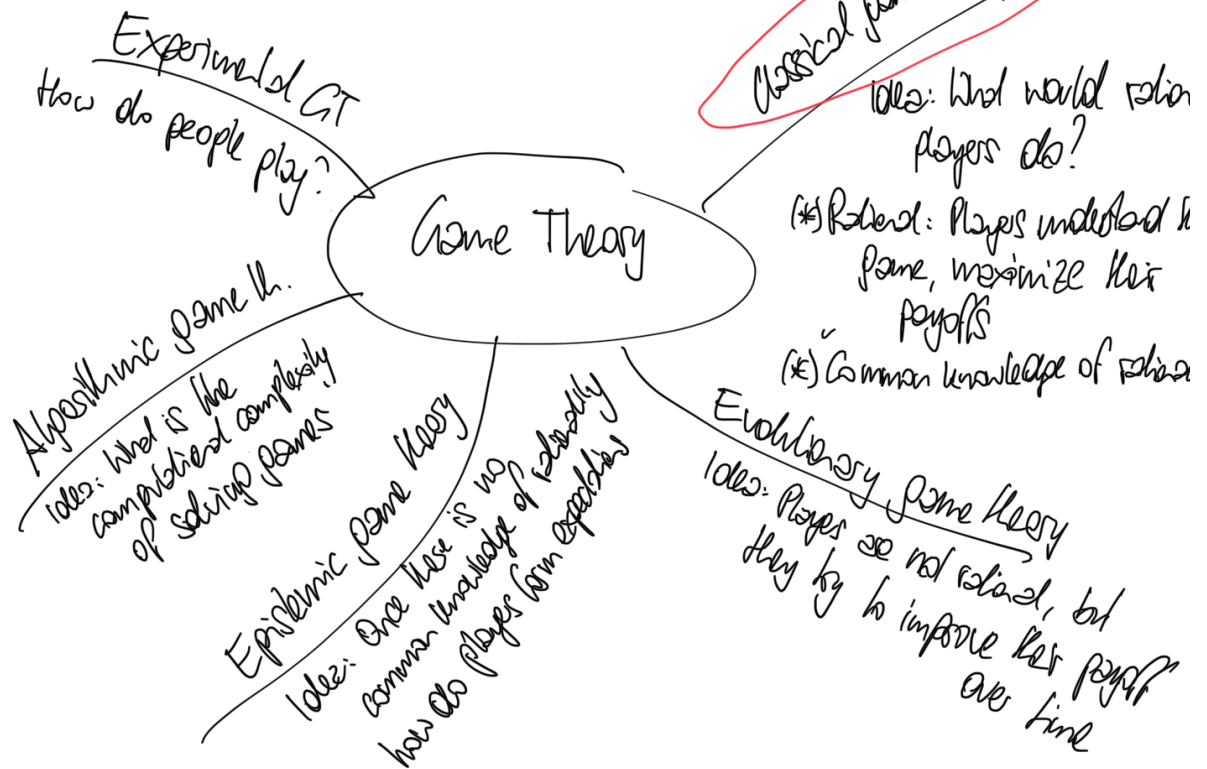 Game Theory
Experimental GT
How do people play?
Classical
Idea: What would
players do?
(*) Rational: Players understand
game, maximize their
payoffs
(*) Common knowledge of
Evolutionary game theory
Idea: Players are not rational, but
they try to improve their payoff
over time
Epistemic game theory
Idea: Once there is no
common knowledge of rationality
how do players form expectations
Algorithmic game th.
idea: What is the
computational complexity
of solving games